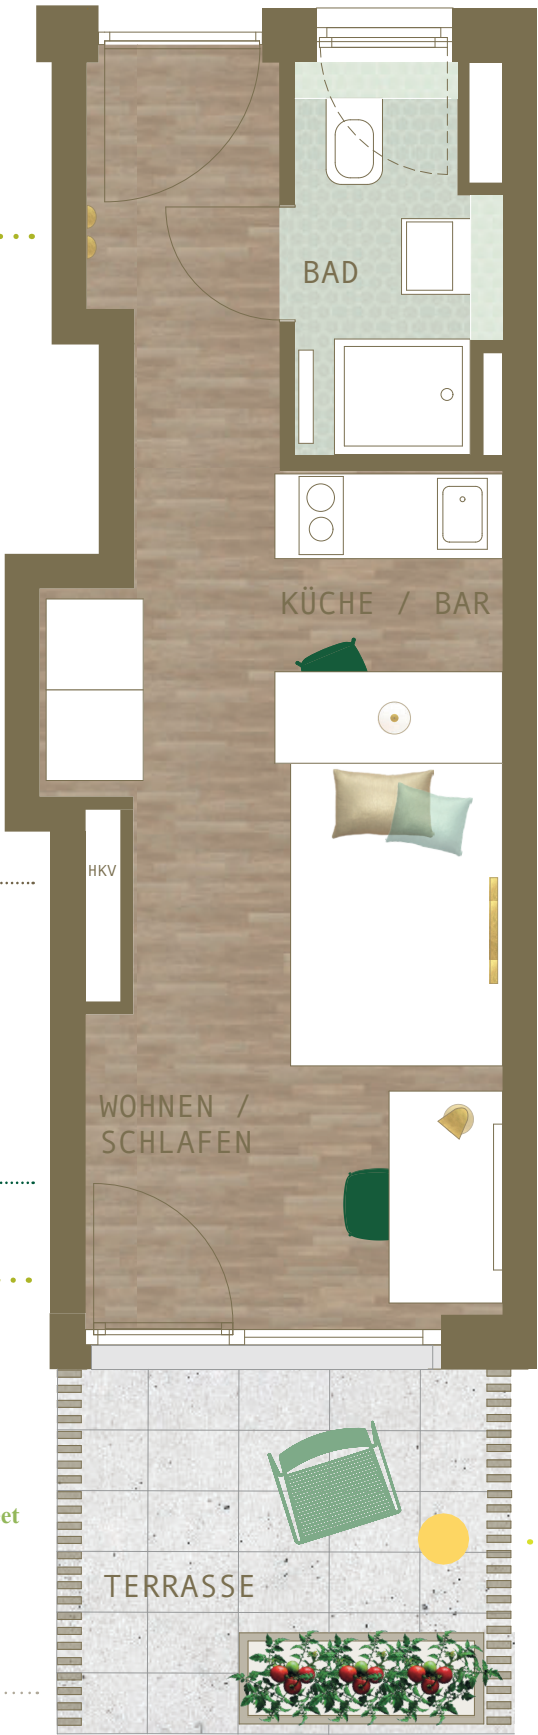 BAD
KÜCHE / BAR
HKV
WOHNEN /
SCHLAFEN
et
TERRASSE